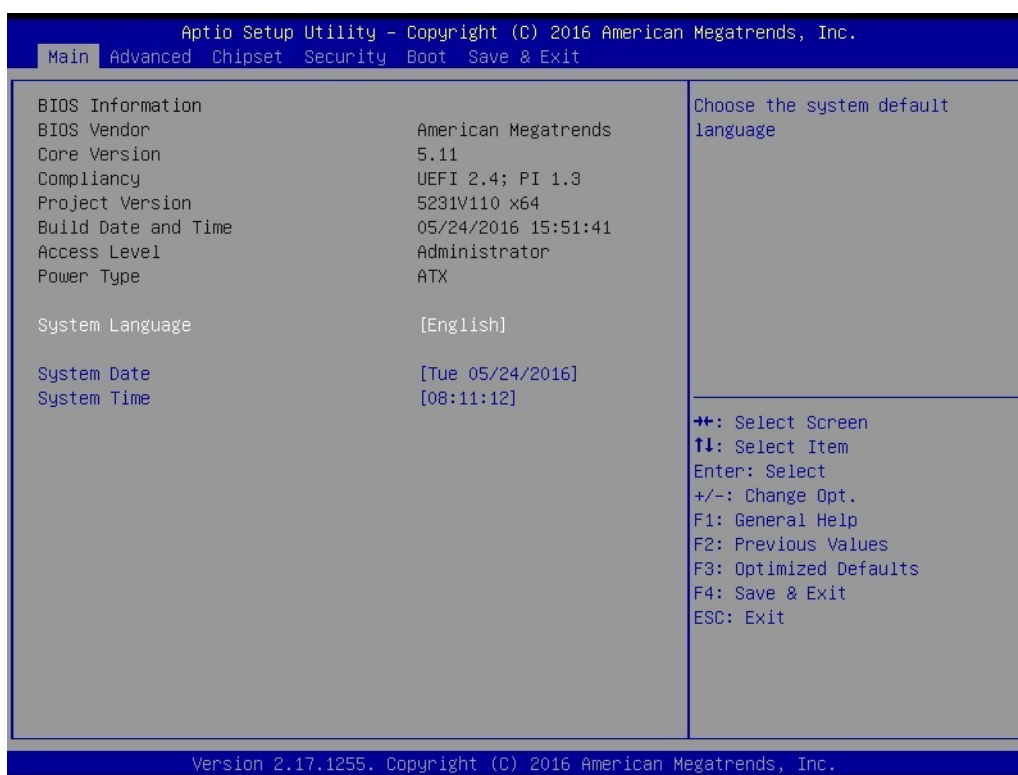 Aptio Setup Utility – Copyright (C) 2016 American Megatrends, Inc.
Main Advanced Chipset Security Boot Save & Exit
BIOS Information
BIOS Vendor American Megatrends
Core Version 5.11
Compliancy UEFI 2.4; PI 1.3
Project Version 5231V110 x64
Build Date and Time 05/24/2016 15:51:41
Access Level Administrator
Power Type ATX
System Language [English]
System Date [Tue 05/24/2016]
System Time [08:11:12]
Choose the system default
language
→←: Select Screen
↑↓: Select Item
Enter: Select
+/-: Change Opt.
F1: General Help
F2: Previous Values
F3: Optimized Defaults
F4: Save & Exit
ESC: Exit
Version 2.17.1255. Copyright (C) 2016 American Megatrends, Inc.